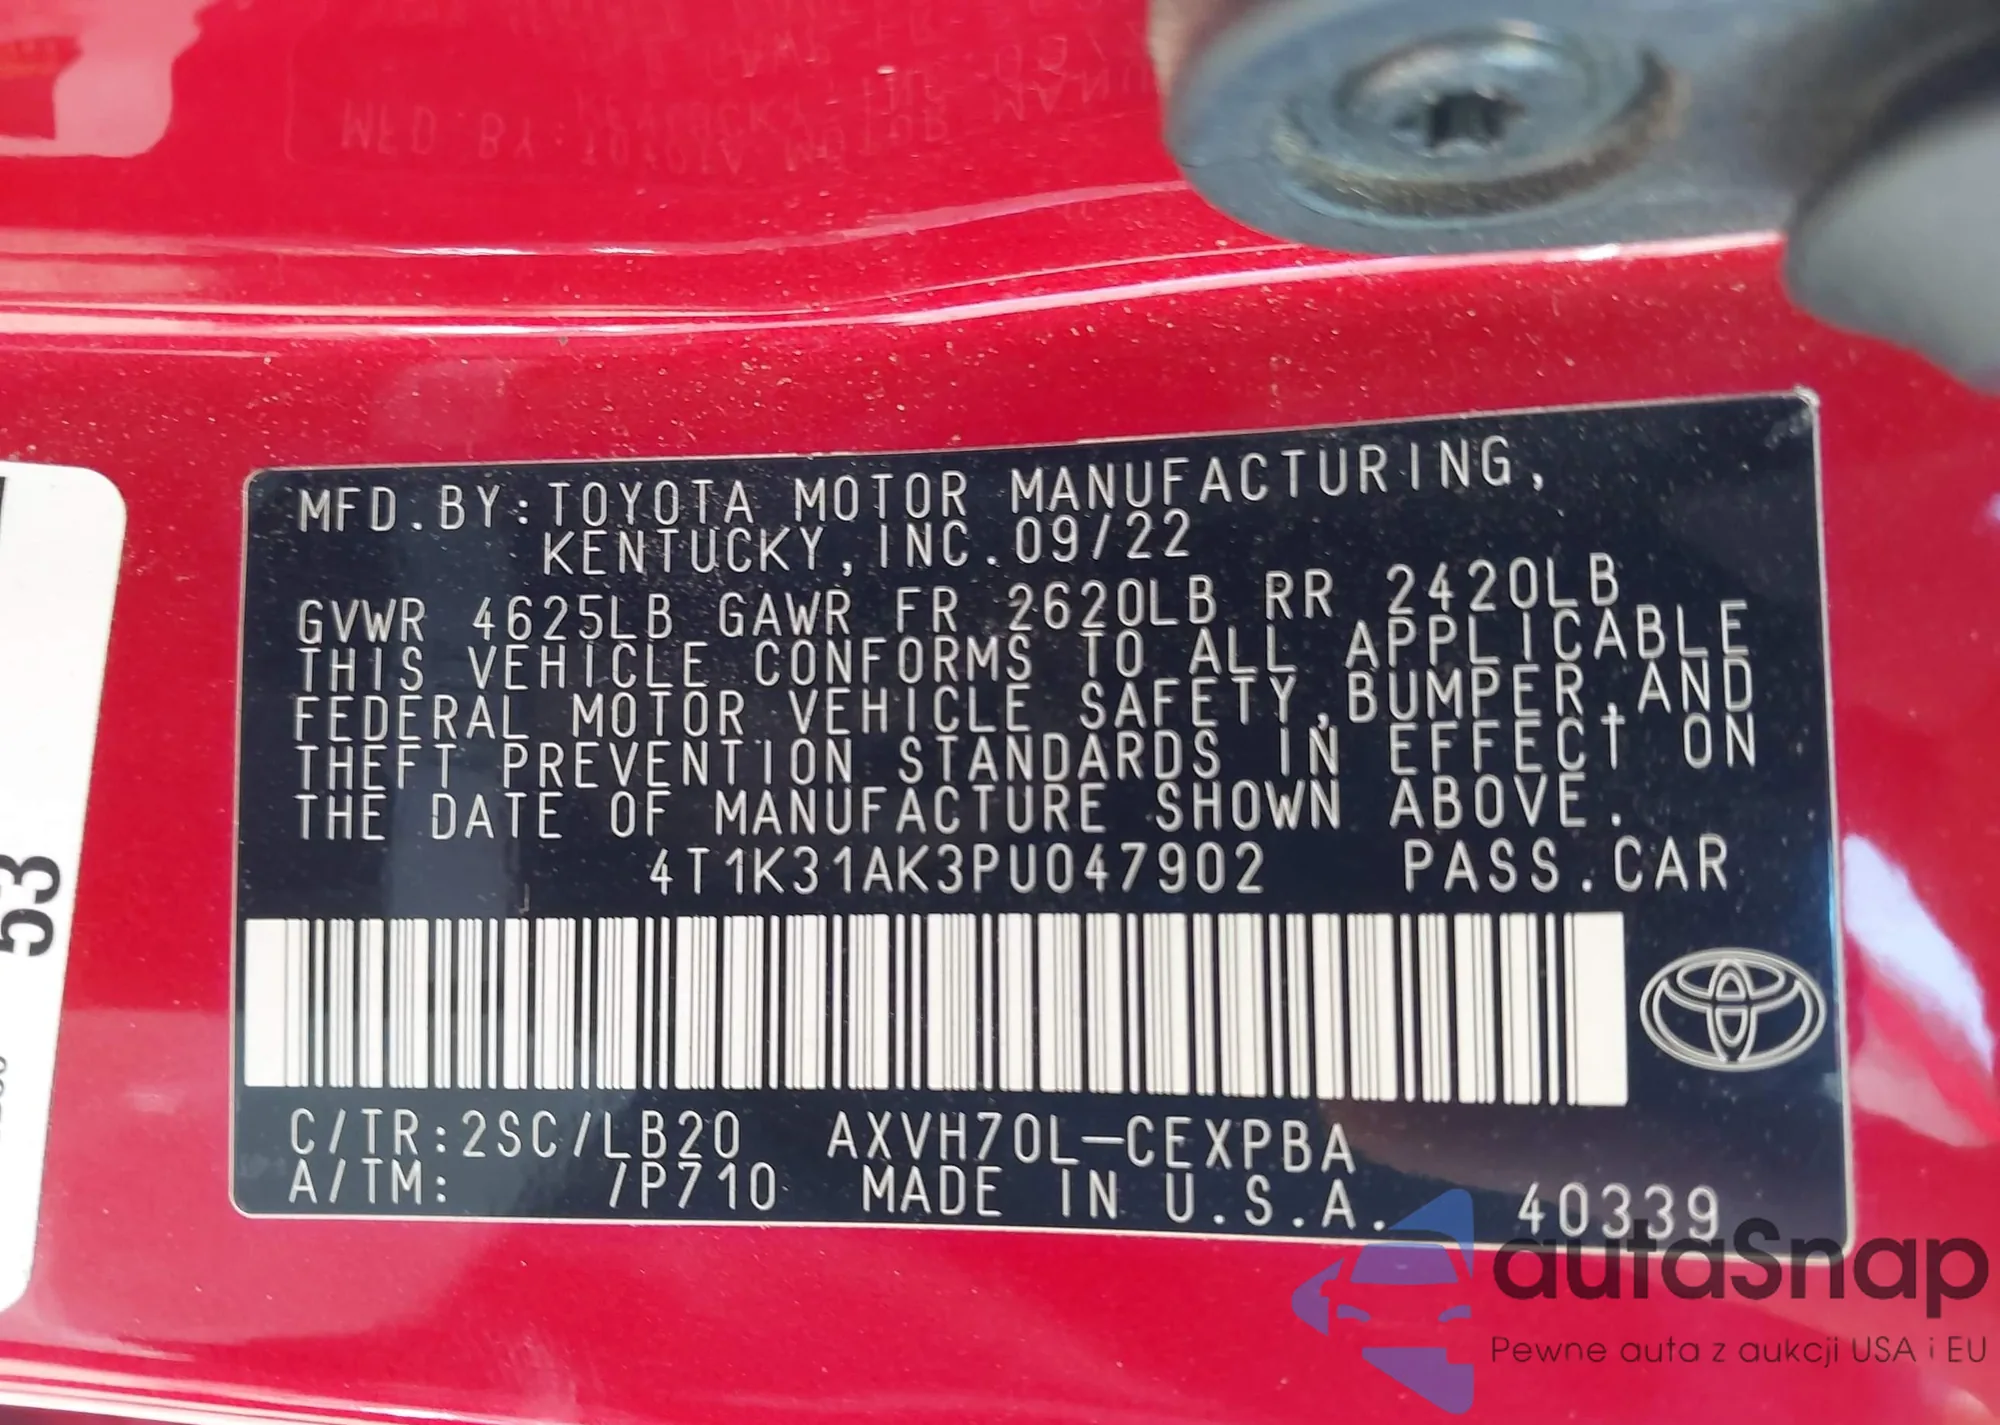 MFD.BY:TOYOTA MOTOR MANUFACTURING,
KENTUCKY,INC.09/22
GVWR 4625LB GAWR FR 2620LB RR 2420LB
THIS VEHICLE CONFORMS TO ALL APPLICABLE
FEDERAL MOTOR VEHICLE SAFETY,BUMPER,AND
THEFT PREVENTION STANDARDS IN EFFECT ON
THE DATE OF MANUFACTURE SHOWN ABOVE.
4T1K31AK3PU047902 PASS.CAR
C/TR:2SC/LB20 AXVH70L-CEXPBA
A/TM: /P710 MADE IN U.S.A. 40339
53
autaSnap
Pewne auta z aukcji USA i EU